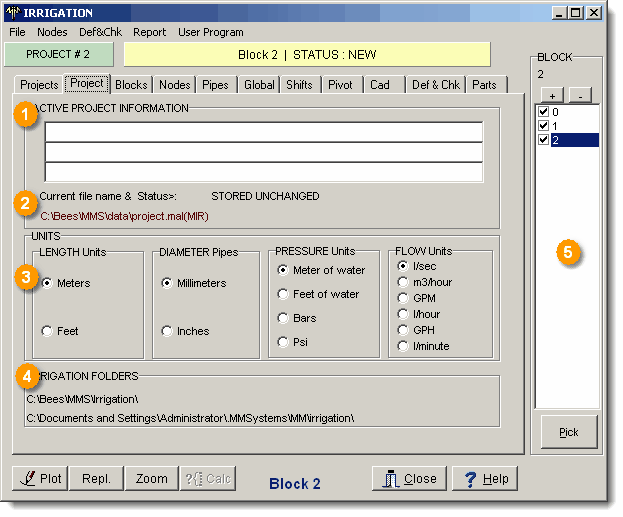 IRRIGATION
File Nodes Def&Chk Report User Program
PROJECT # 2
Block 2 | STATUS : NEW
BLOCK
2
+ -
0
1
2
Projects Project Blocks Nodes Pipes Global Shifts Pivot Cad Def & Chk Parts
1
ACTIVE PROJECT INFORMATION
2
Current file name & Status>: STORED UNCHANGED
C:\Bees\MMS\data\project.mal(MIR)
UNITS
3
LENGTH Units
Meters
Feet
DIAMETER Pipes
Millimeters
Inches
PRESSURE Units
Meter of water
Feet of water
Bars
Psi
FLOW Units
l/sec
m3/hour
GPM
l/hour
GPH
l/minute
5
4
IRRIGATION FOLDERS
C:\Bees\MMS\Irrigation\
C:\Documents and Settings\Administrator\.MMSystems\MM\irrigation\
Pick
Plot Repl. Zoom ?{¦ Calc Block 2 Close ? Help